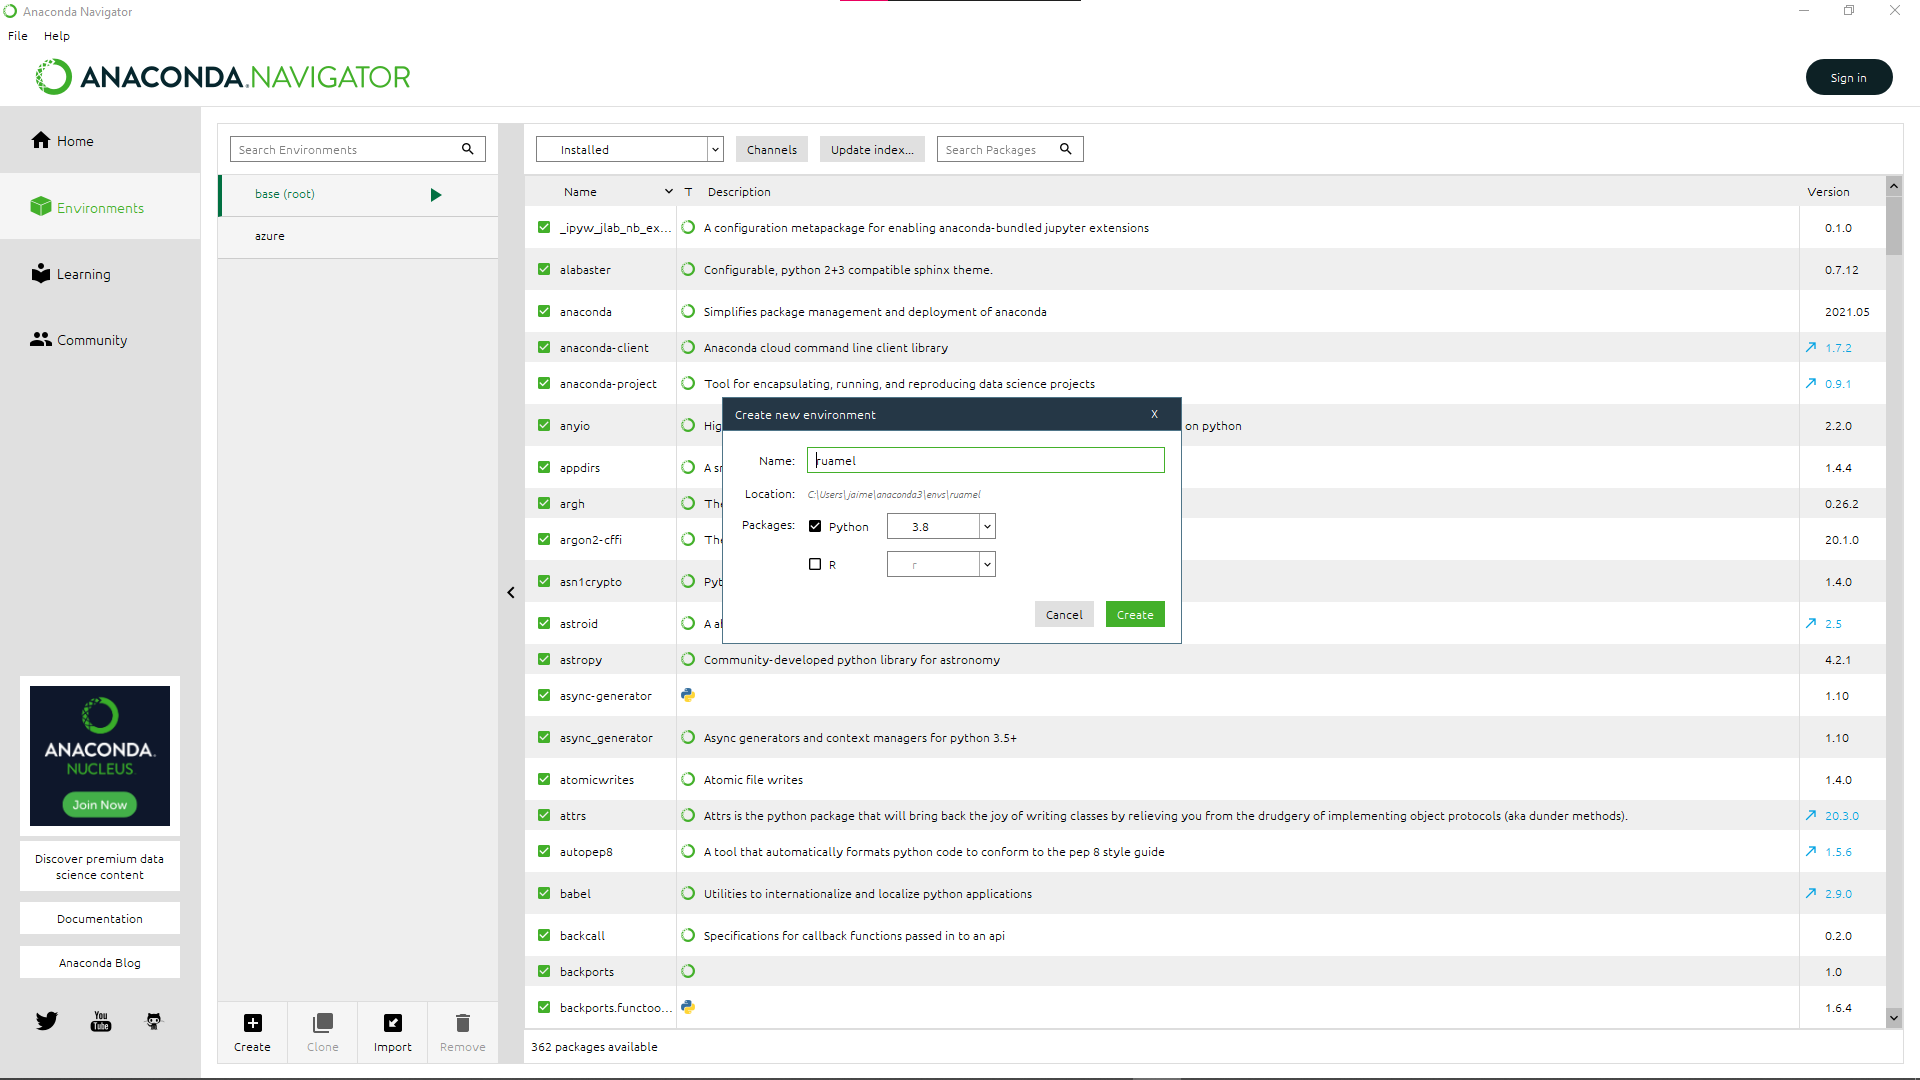 Anaconda Navigator
File Help
ANACONDA.NAVIGATOR
Sign in
Home
Environments
Learning
Community
ANACONDA.
NUCLEUS
Join Now
Discover premium data
science content
Documentation
Anaconda Blog
You
Tube
Search Environments
base (root)
azure
Create Clone Import Remove
Installed Channels Update index... Search Packages
Name T Description Version
_ipyw_jlab_nb_ex... A configuration metapackage for enabling anaconda-bundled jupyter extensions 0.1.0
alabaster Configurable, python 2+3 compatible sphinx theme. 0.7.12
anaconda Simplifies package management and deployment of anaconda 2021.05
anaconda-client Anaconda cloud command line client library 1.7.2
anaconda-project Tool for encapsulating, running, and reproducing data science projects 0.9.1
anyio Hig on python 2.2.0
appdirs A sr 1.4.4
argh The 0.26.2
argon2-cffi The 20.1.0
asn1crypto Pyt 1.4.0
astroid A al 2.5
astropy Community-developed python library for astronomy 4.2.1
async-generator 1.10
async_generator Async generators and context managers for python 3.5+ 1.10
atomicwrites Atomic file writes 1.4.0
attrs Attrs is the python package that will bring back the joy of writing classes by relieving you from the drudgery of implementing object protocols (aka dunder methods). 20.3.0
autopep8 A tool that automatically formats python code to conform to the pep 8 style guide 1.5.6
babel Utilities to internationalize and localize python applications 2.9.0
backcall Specifications for callback functions passed in to an api 0.2.0
backports 1.0
backports.functoo... 1.6.4
362 packages available
Create new environment X
Name: ruamel
Location: C:\Users\jaime\anaconda3\envs\ruamel
Packages: Python 3.8
R r
Cancel Create